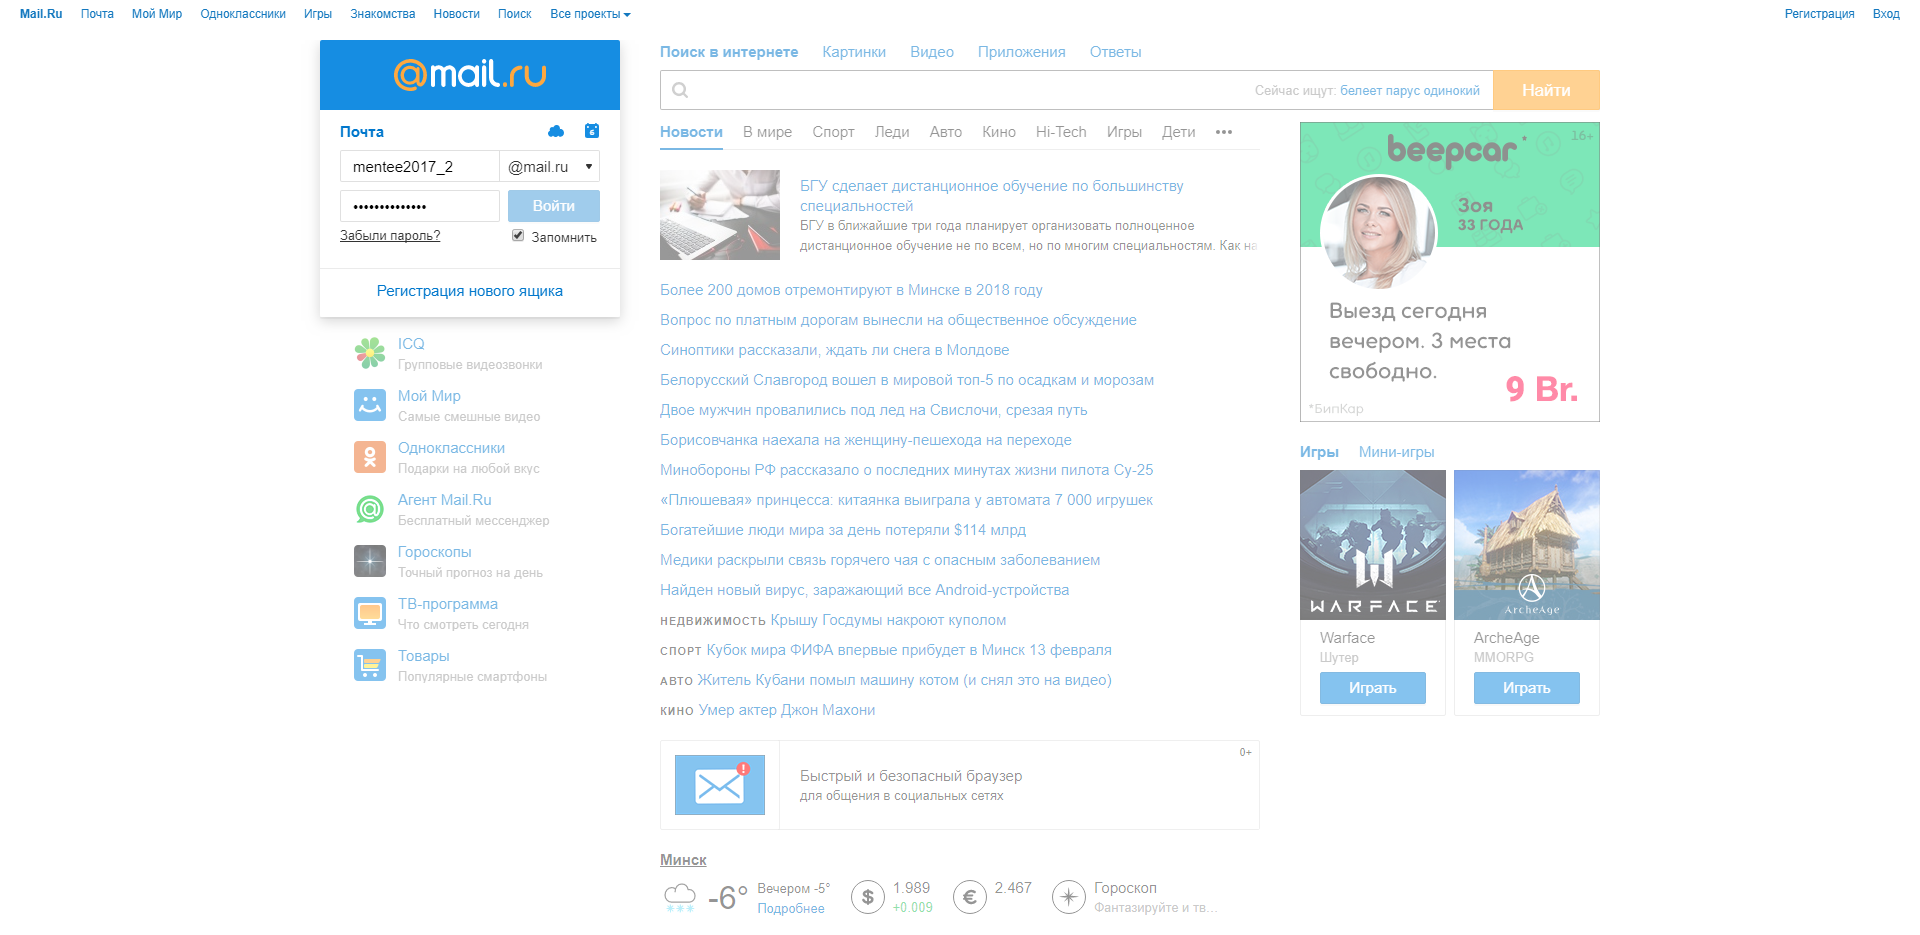 Mail.Ru Почта Мой Мир Одноклассники Игры Знакомства Новости Поиск Все проекты
Регистрация Вход
@mail.ru
Почта
6
mentee2017_2 @mail.ru
•••••••••••••• Войти
Забыли пароль? Запомнить
Регистрация нового ящика
ICQ
Групповые видеозвонки
Мой Мир
Самые смешные видео
Одноклассники
Подарки на любой вкус
Агент Mail.Ru
Бесплатный мессенджер
Гороскопы
Точный прогноз на день
ТВ-программа
Что смотреть сегодня
Товары
Популярные смартфоны
Поиск в интернете Картинки Видео Приложения Ответы
Сейчас ищут: белеет парус одинокий Найти
Новости В мире Спорт Леди Авто Кино Hi-Tech Игры Дети •••
БГУ сделает дистанционное обучение по большинству
специальностей
БГУ в ближайшие три года планирует организовать полноценное
дистанционное обучение не по всем, но по многим специальностям. Как на
Более 200 домов отремонтируют в Минске в 2018 году
Вопрос по платным дорогам вынесли на общественное обсуждение
Синоптики рассказали, ждать ли снега в Молдове
Белорусский Славгород вошел в мировой топ-5 по осадкам и морозам
Двое мужчин провалились под лед на Свислочи, срезая путь
Борисовчанка наехала на женщину-пешехода на переходе
Минобороны РФ рассказало о последних минутах жизни пилота Су-25
«Плюшевая» принцесса: китаянка выиграла у автомата 7 000 игрушек
Богатейшие люди мира за день потеряли $114 млрд
Медики раскрыли связь горячего чая с опасным заболеванием
Найден новый вирус, заражающий все Android-устройства
НЕДВИЖИМОСТЬ Крышу Госдумы накроют куполом
СПОРТ Кубок мира ФИФА впервые прибудет в Минск 13 февраля
АВТО Житель Кубани помыл машину котом (и снял это на видео)
КИНО Умер актер Джон Махони
0+
Быстрый и безопасный браузер
для общения в социальных сетях
Минск
-6° Вечером -5°
Подробнее
$ 1.989
+0.009
€ 2.467
Гороскоп
Фантазируйте и тв...
16+
beepcar*
Зоя
33 ГОДА
Выезд сегодня
вечером. 3 места
свободно.
9 Br.
*БипКар
Игры Мини-игры
WARFACE
Warface
Шутер
Играть
ArcheAge
ArcheAge
MMORPG
Играть